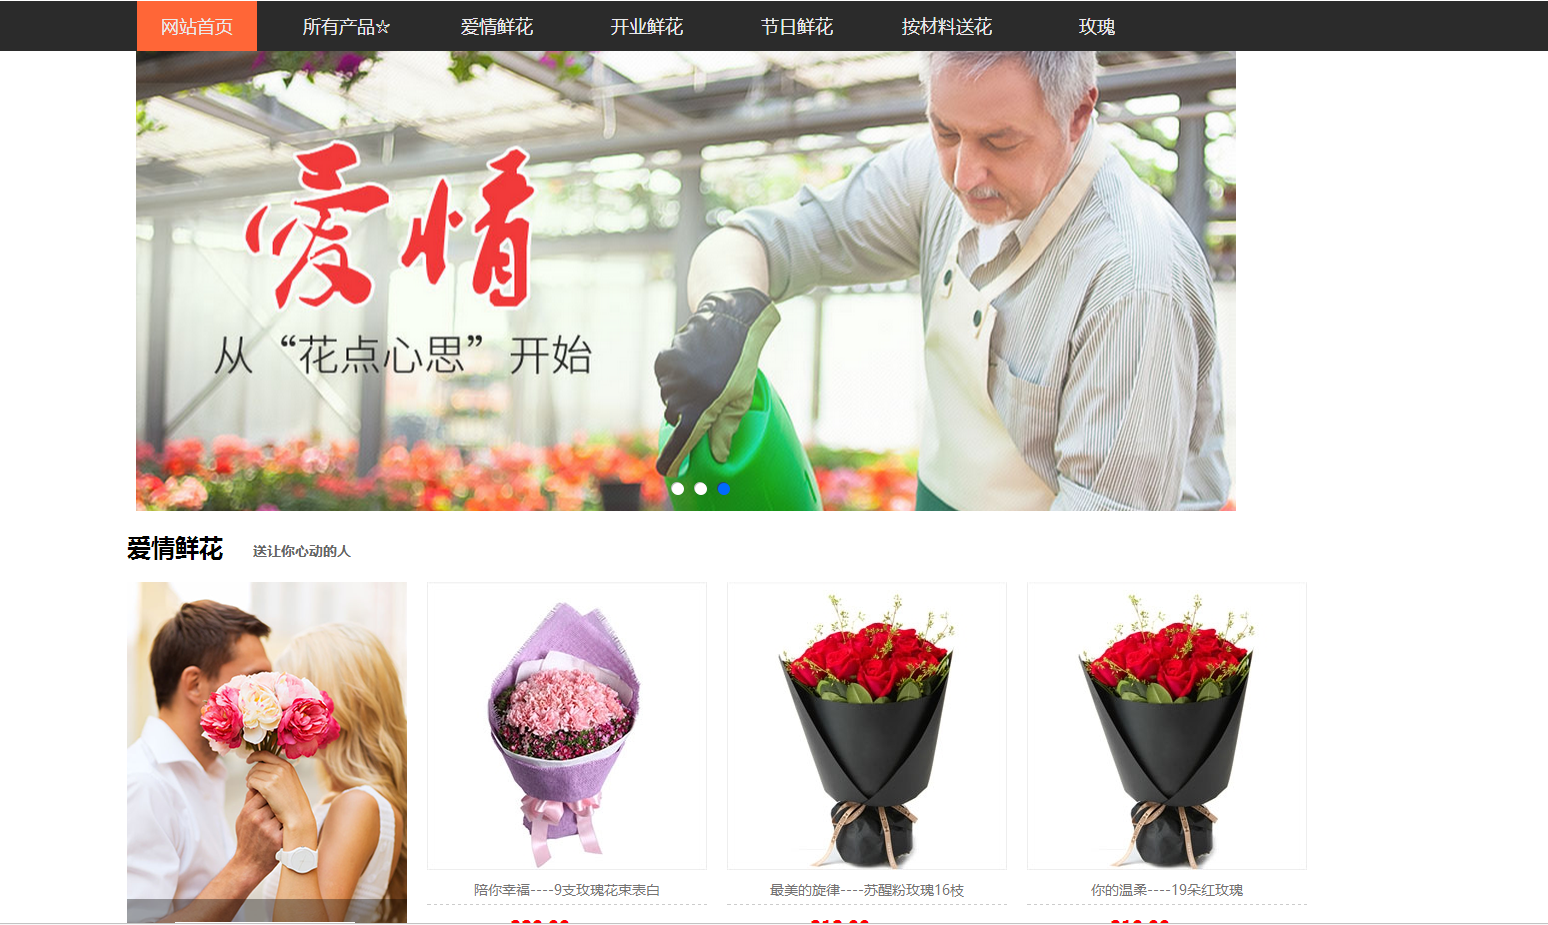 网站首页 所有产品☆ 爱情鲜花 开业鲜花 节日鲜花 按材料送花 玫瑰
爱情
从“花点心思”开始
爱情鲜花 送让你心动的人
陪你幸福----9支玫瑰花束表白 最美的旋律----苏醒粉玫瑰16枝 你的温柔----19朵红玫瑰